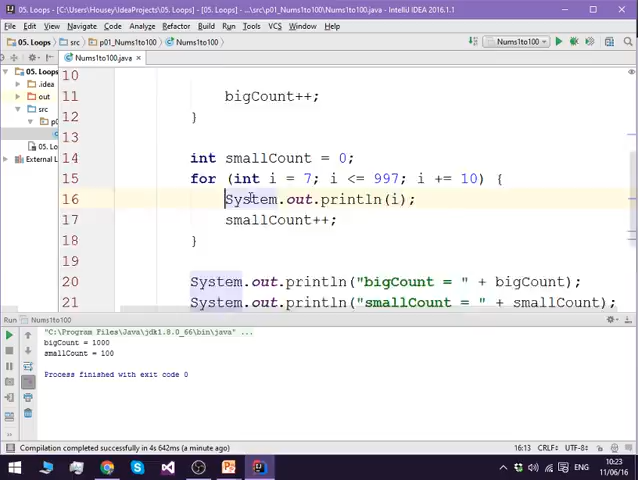 05. Loops - [C:\Users\Housey\IdeaProjects\05. Loops] - [05. Loops] - ...\src\p01_Nums1to100\Nums1to100.java - IntelliJ IDEA 2016.1.1
File Edit View Navigate Code Analyze Refactor Build Run Tools VCS Window Help
05. Loops src p01_Nums1to100 Nums1to100 Nums1to100
Nums1to100.java
05. Loops
.idea
out
src
External L
10
11 bigCount++;
12 }
13
14 int smallCount = 0;
15 for (int i = 7; i <= 997; i += 10) {
16 System.out.println(i);
17 smallCount++;
18 }
19
20 System.out.println("bigCount = " + bigCount);
21 System.out.println("smallCount = " + smallCount);
Run Nums1to100
"C:\Program Files\Java\jdk1.8.0_66\bin\java" ...
bigCount = 1000
smallCount = 100
Process finished with exit code 0
Compilation completed successfully in 4s 642ms (a minute ago) 16:13 CRLF÷ UTF-8÷
ENG 10:23
11/06/16